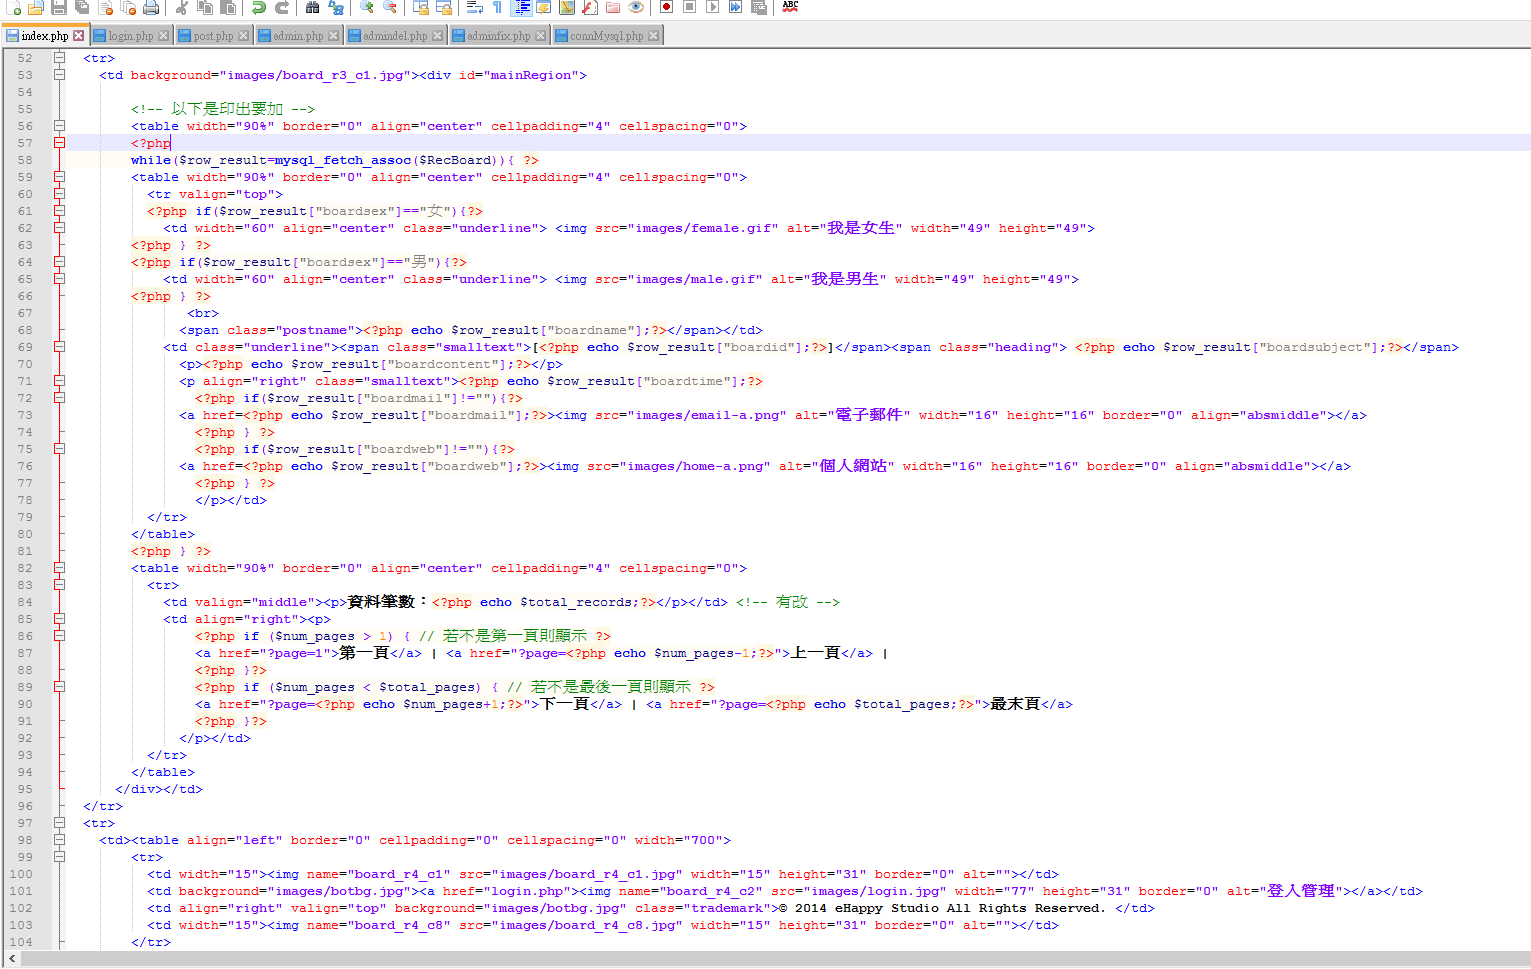 ABC
index.php login.php post.php admin.php admindel.php adminfix.php connMysql.php
52 <tr>
53 <td background="images/board_r3_c1.jpg"><div id="mainRegion">
54
55 <!-- 以下是印出要加 -->
56 <table width="90%" border="0" align="center" cellpadding="4" cellspacing="0">
57 <?php
58 while($row_result=mysql_fetch_assoc($RecBoard)){ ?>
59 <table width="90%" border="0" align="center" cellpadding="4" cellspacing="0">
60 <tr valign="top">
61 <?php if($row_result["boardsex"]=="女"){?>
62 <td width="60" align="center" class="underline"> <img src="images/female.gif" alt="我是女生" width="49" height="49">
63 <?php } ?>
64 <?php if($row_result["boardsex"]=="男"){?>
65 <td width="60" align="center" class="underline"> <img src="images/male.gif" alt="我是男生" width="49" height="49">
66 <?php } ?>
67 <br>
68 <span class="postname"><?php echo $row_result["boardname"];?></span></td>
69 <td class="underline"><span class="smalltext">[<?php echo $row_result["boardid"];?>]</span><span class="heading"> <?php echo $row_result["boardsubject"];?></span>
70 <p><?php echo $row_result["boardcontent"];?></p>
71 <p align="right" class="smalltext"><?php echo $row_result["boardtime"];?>
72 <?php if($row_result["boardmail"]!=""){?>
73 <a href=<?php echo $row_result["boardmail"];?>><img src="images/email-a.png" alt="電子郵件" width="16" height="16" border="0" align="absmiddle"></a>
74 <?php } ?>
75 <?php if($row_result["boardweb"]!=""){?>
76 <a href=<?php echo $row_result["boardweb"];?>><img src="images/home-a.png" alt="個人網站" width="16" height="16" border="0" align="absmiddle"></a>
77 <?php } ?>
78 </p></td>
79 </tr>
80 </table>
81 <?php } ?>
82 <table width="90%" border="0" align="center" cellpadding="4" cellspacing="0">
83 <tr>
84 <td valign="middle"><p>資料筆數：<?php echo $total_records;?></p></td> <!-- 有改 -->
85 <td align="right"><p>
86 <?php if ($num_pages > 1) { // 若不是第一頁則顯示 ?>
87 <a href="?page=1">第一頁</a> | <a href="?page=<?php echo $num_pages-1;?>">上一頁</a> |
88 <?php }?>
89 <?php if ($num_pages < $total_pages) { // 若不是最後一頁則顯示 ?>
90 <a href="?page=<?php echo $num_pages+1;?>">下一頁</a> | <a href="?page=<?php echo $total_pages;?>">最末頁</a>
91 <?php }?>
92 </p></td>
93 </tr>
94 </table>
95 </div></td>
96 </tr>
97 <tr>
98 <td><table align="left" border="0" cellpadding="0" cellspacing="0" width="700">
99 <tr>
100 <td width="15"><img name="board_r4_c1" src="images/board_r4_c1.jpg" width="15" height="31" border="0" alt=""></td>
101 <td background="images/botbg.jpg"><a href="login.php"><img name="board_r4_c2" src="images/login.jpg" width="77" height="31" border="0" alt="登入管理"></a></td>
102 <td align="right" valign="top" background="images/botbg.jpg" class="trademark">© 2014 eHappy Studio All Rights Reserved. </td>
103 <td width="15"><img name="board_r4_c8" src="images/board_r4_c8.jpg" width="15" height="31" border="0" alt=""></td>
104 </tr>